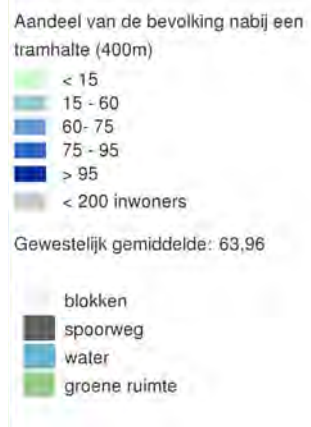 Aandeel van de bevolking nabij een
tramhalte (400m)
< 15
15 - 60
60- 75
75 - 95
> 95
< 200 inwoners
Gewestelijk gemiddelde: 63,96
blokken
spoorweg
water
groene ruimte